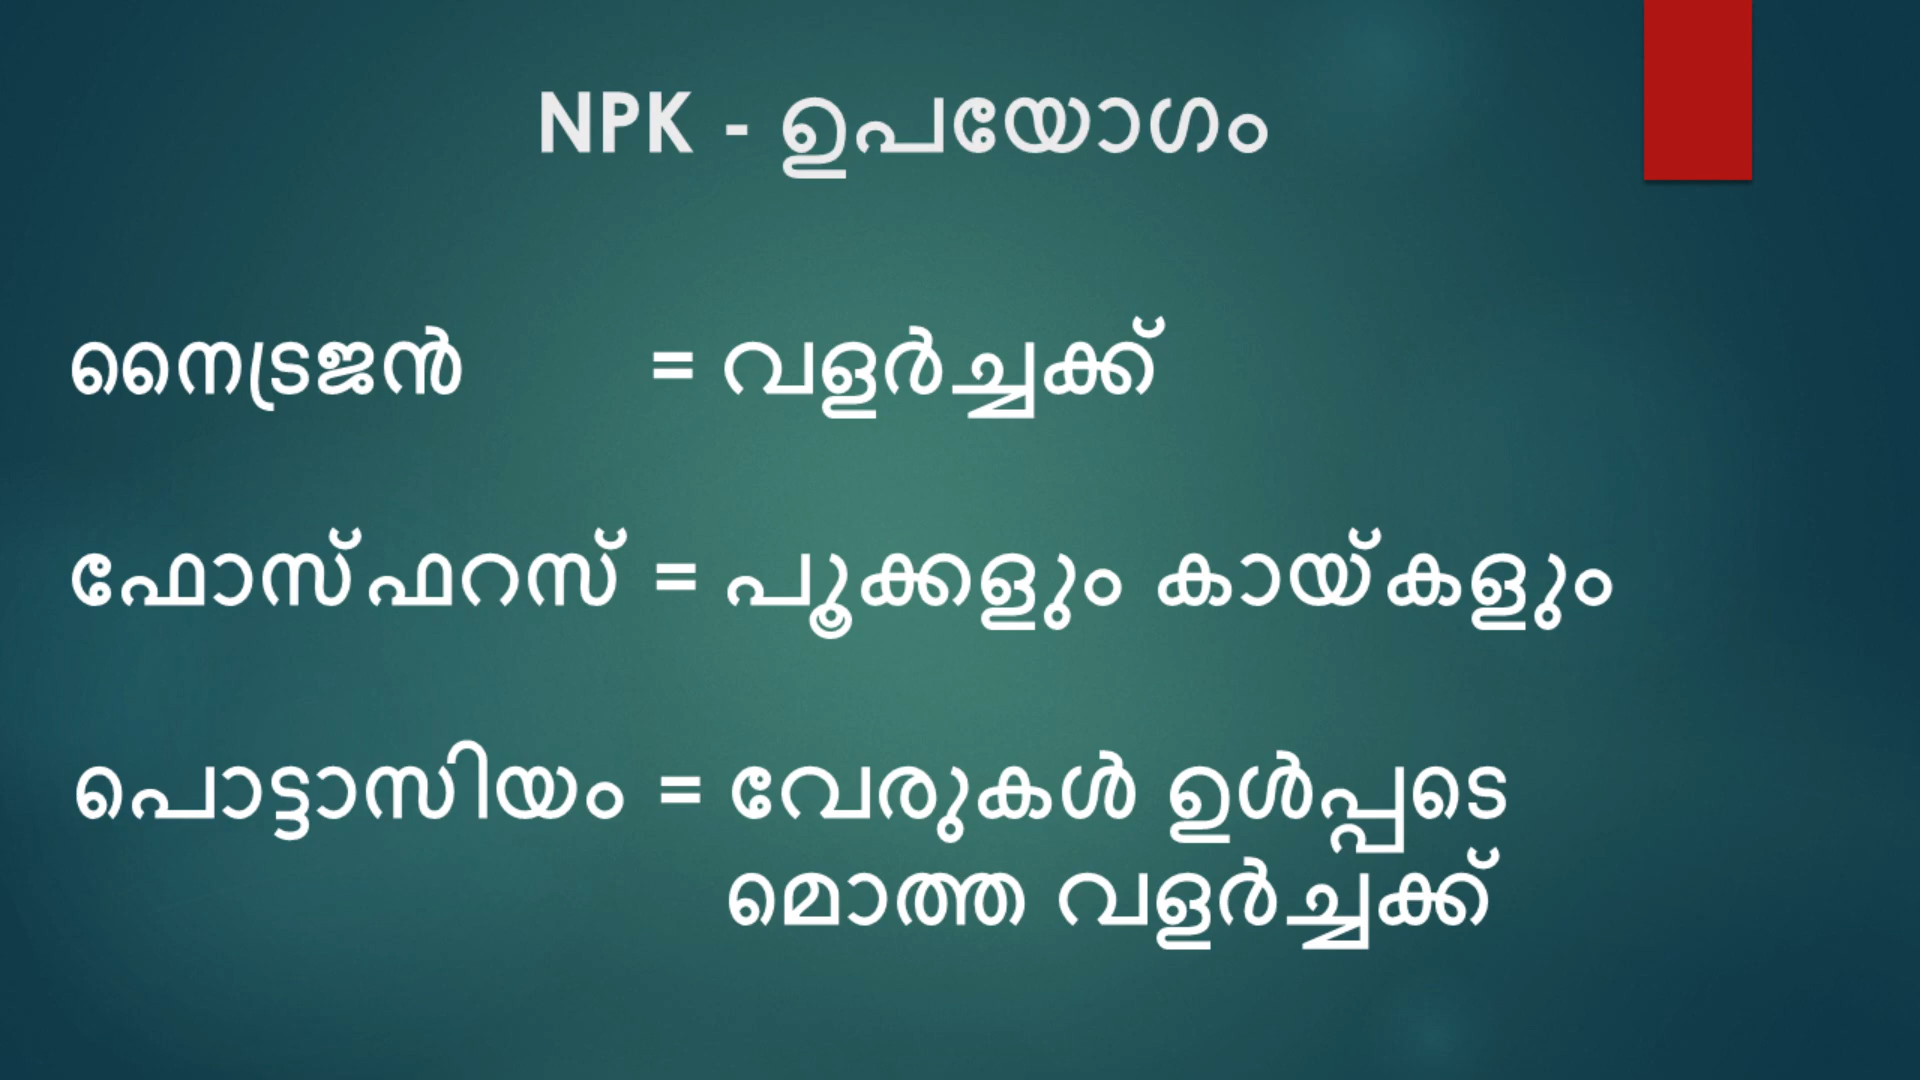 NPK - ഉപയോഗം
നൈട്രജൻ = വളർച്ചക്ക്
ഫോസ്ഫറസ് = പൂക്കളും കായ്കളും
പൊട്ടാസിയം = വേരുകൾ ഉൾപ്പടെ
മൊത്ത വളർച്ചക്ക്